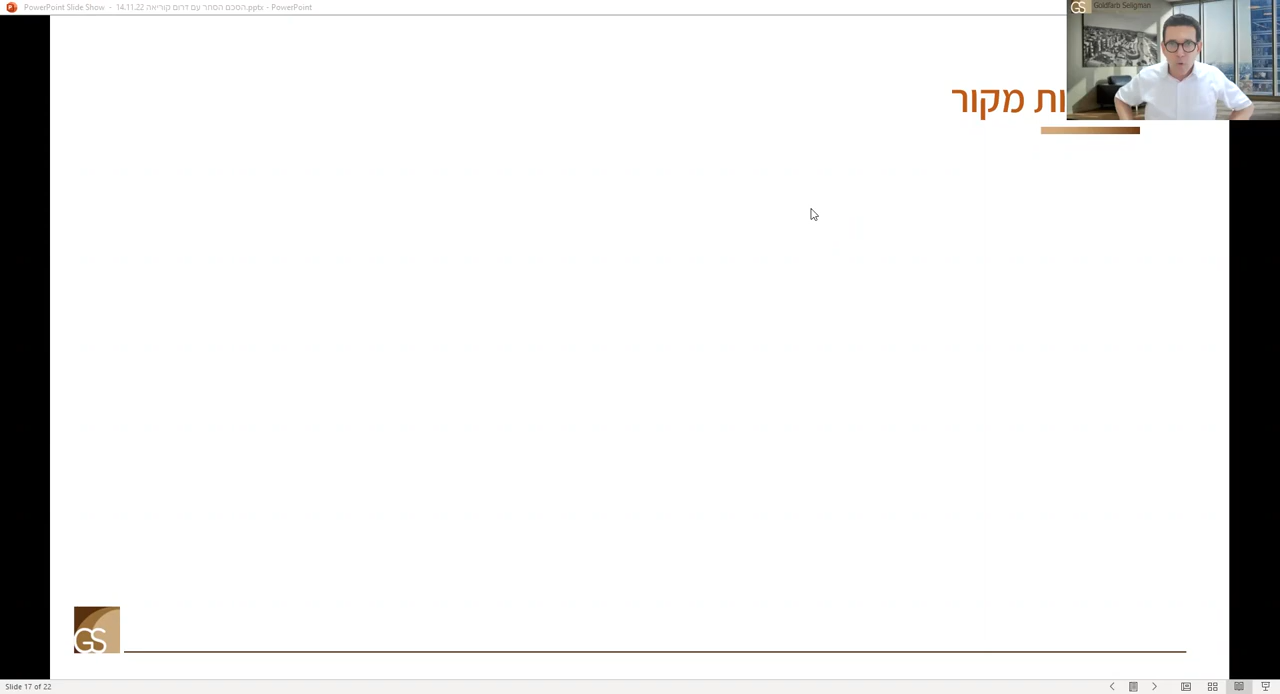 PowerPoint Slide Show - הסכם הסחר עם דרום קוריאה 14.11.22.pptx - PowerPoint
GS Goldfarb Seligman
ות מקור
GS
Slide 17 of 22